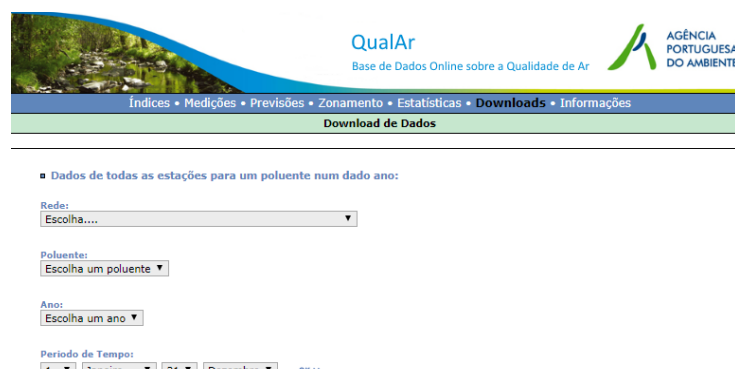 QualAr
Base de Dados Online sobre a Qualidade de Ar
AGÊNCIA
PORTUGUESA
DO AMBIENTE
Índices • Medições • Previsões • Zonamento • Estatísticas • Downloads • Informações
Download de Dados
Dados de todas as estações para um poluente num dado ano:
Rede:
Escolha....
Poluente:
Escolha um poluente
Ano:
Escolha um ano
Periodo de Tempo: